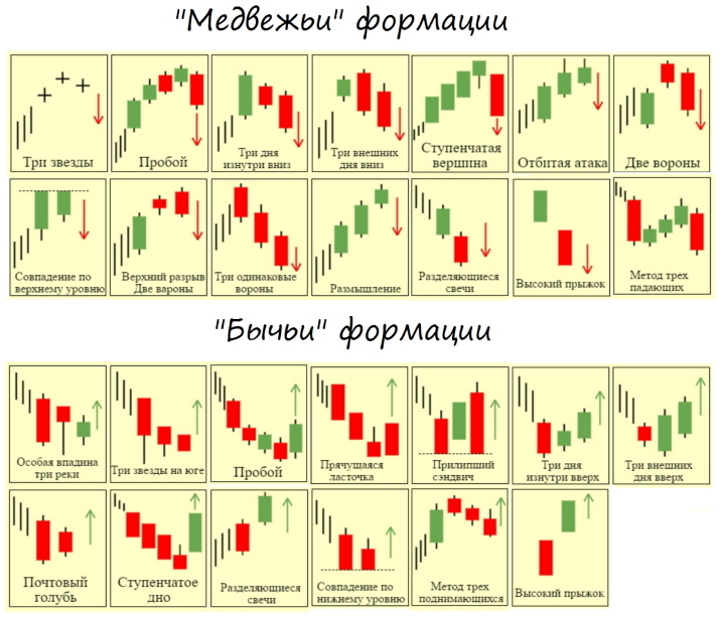 "Медвежьи" формации
Три звезды
Пробой
Три дня
изнутри вниз
Три внешних
дня вниз
Ступенчатая
вершина
Отбитая атака
Две вороны
Совпадение по
верхнему уровню
Верхний разрыв
Две вароны
Три одинаковые
вороны
Размышление
Разделяющиеся
свечи
Высокий прыжок
Метод трех
падающих
"Бычьи" формации
Особая впадина
три реки
Три звезды на юге
Пробой
Прячущаяся
ласточка
Прилипший
сэндвич
Три дня
изнутри вверх
Три внешних
дня вверх
Почтовый
голубь
Ступенчатое
дно
Разделяющиеся
свечи
Совпадение по
нижнему уровню
Метод трех
поднимающихся
Высокий прыжок